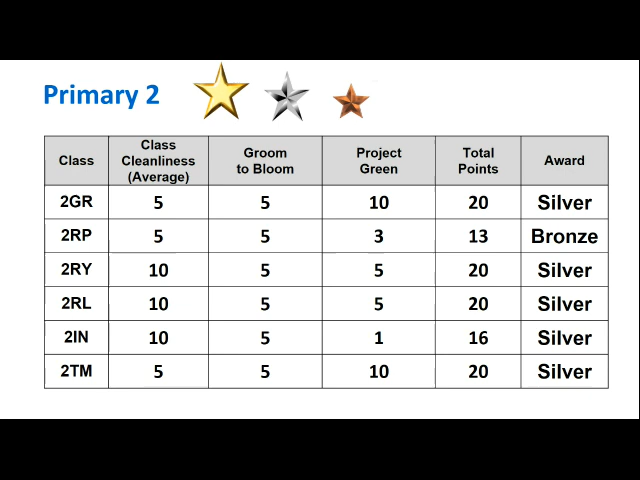 Primary 2
Class | Class Cleanliness (Average) | Groom to Bloom | Project Green | Total Points | Award
2GR | 5 | 5 | 10 | 20 | Silver
2RP | 5 | 5 | 3 | 13 | Bronze
2RY | 10 | 5 | 5 | 20 | Silver
2RL | 10 | 5 | 5 | 20 | Silver
2IN | 10 | 5 | 1 | 16 | Silver
2TM | 5 | 5 | 10 | 20 | Silver